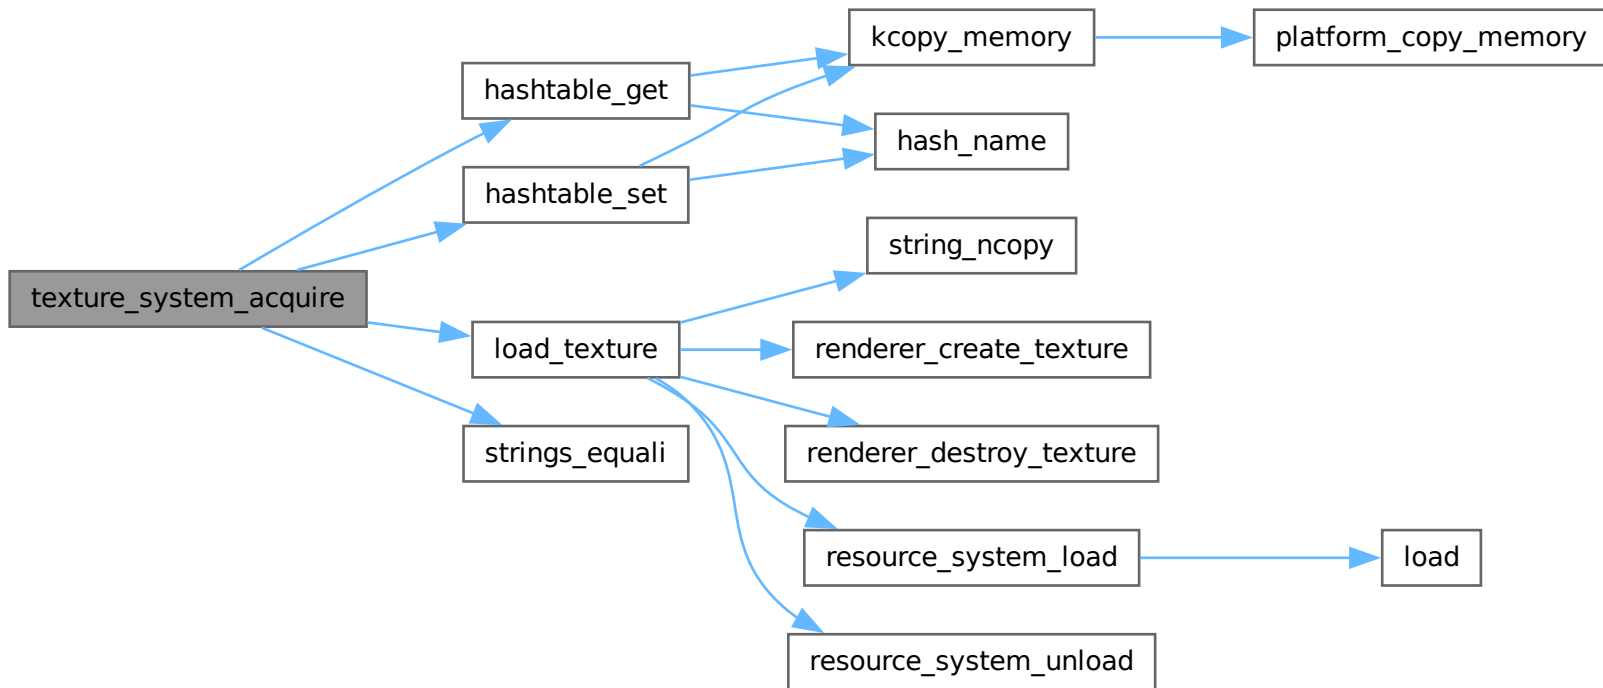 texture_system_acquire
hashtable_get
hashtable_set
load_texture
strings_equali
kcopy_memory
hash_name
string_ncopy
renderer_create_texture
renderer_destroy_texture
resource_system_load
resource_system_unload
platform_copy_memory
load